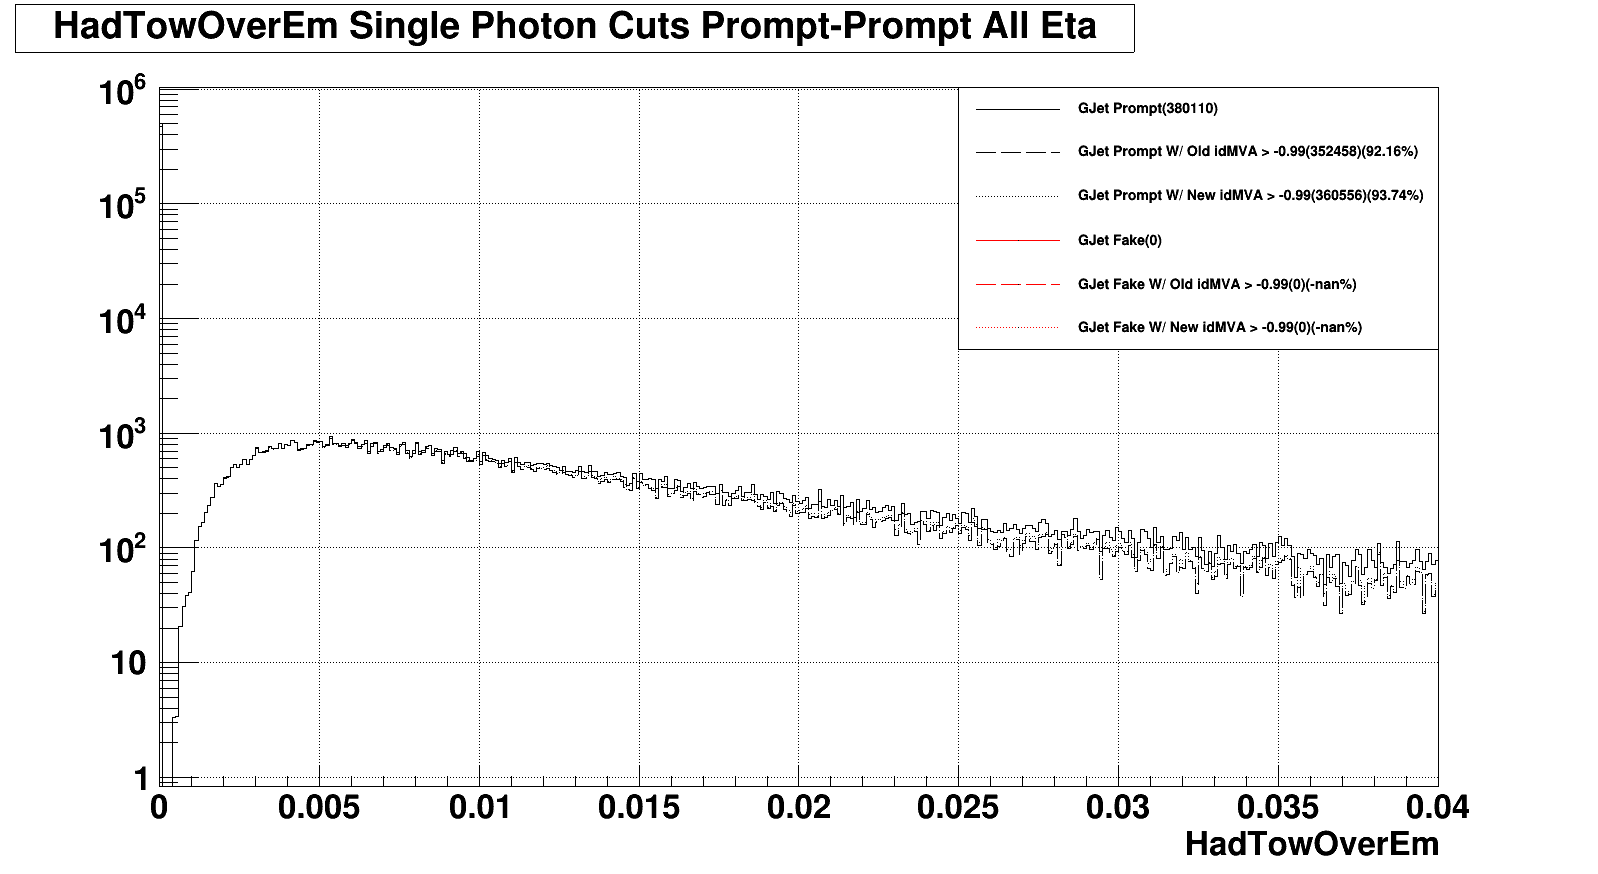 HadTowOverEm Single Photon Cuts Prompt-Prompt All Eta
10^6
10^5
10^4
10^3
10^2
10
1
GJet Prompt(380110)
GJet Prompt W/ Old idMVA > -0.99(352458)(92.16%)
GJet Prompt W/ New idMVA > -0.99(360556)(93.74%)
GJet Fake(0)
GJet Fake W/ Old idMVA > -0.99(0)(-nan%)
GJet Fake W/ New idMVA > -0.99(0)(-nan%)
0 0.005 0.01 0.015 0.02 0.025 0.03 0.035 0.04
HadTowOverEm